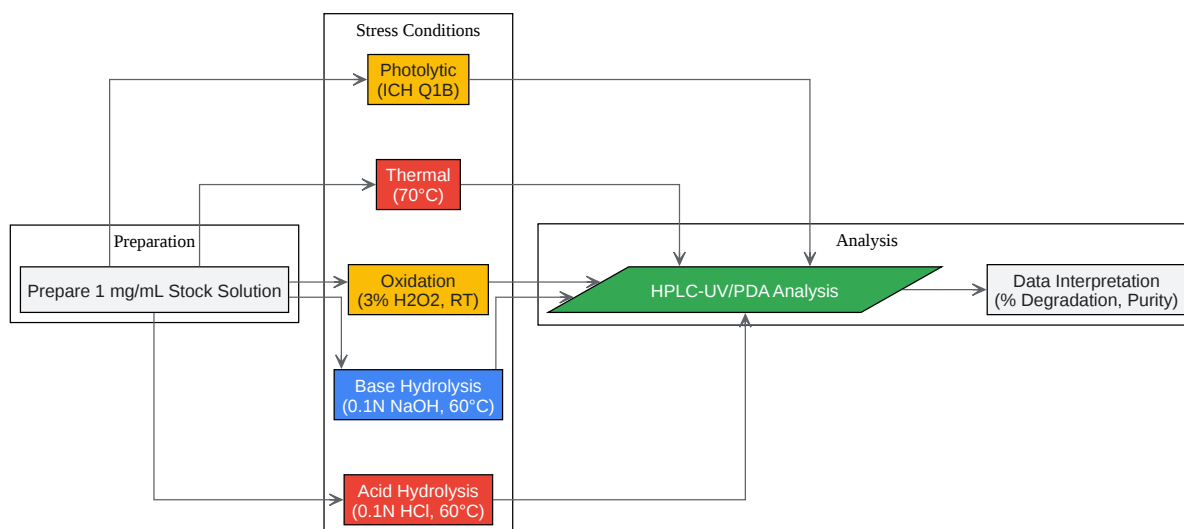 Stress Conditions
Photolytic
(ICH Q1B)
Thermal
(70°C)
Preparation
Prepare 1 mg/mL Stock Solution
Oxidation
(3% H2O2, RT)
Base Hydrolysis
(0.1N NaOH, 60°C)
Acid Hydrolysis
(0.1N HCl, 60°C)
Analysis
HPLC-UV/PDA Analysis
Data Interpretation
(% Degradation, Purity)